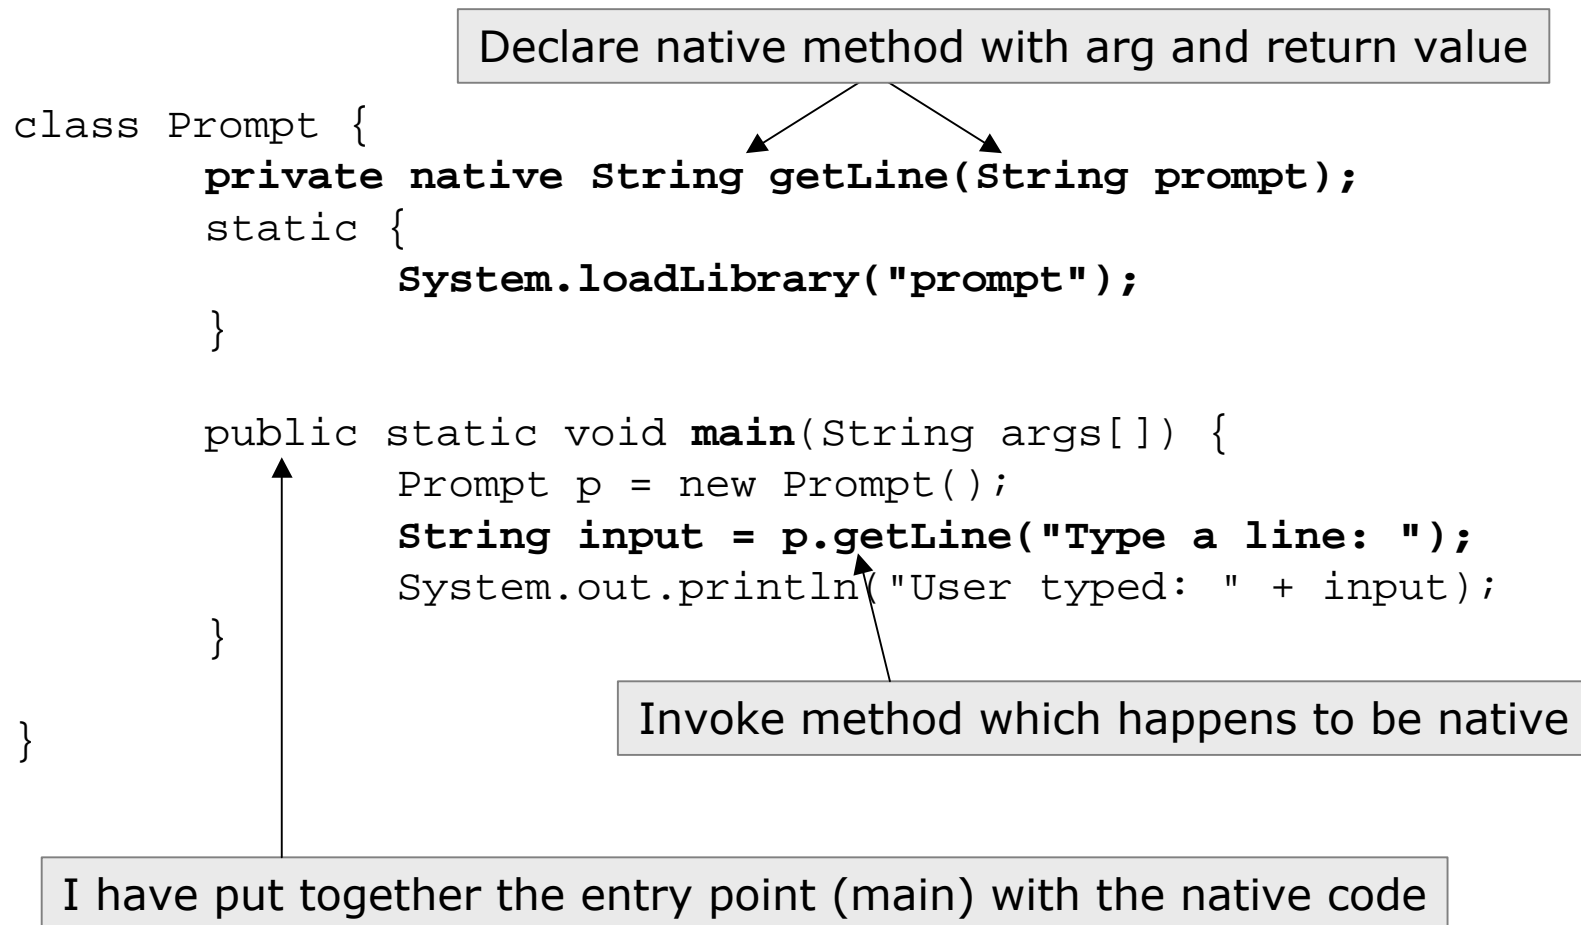 Declare native method with arg and return value
class Prompt {
private native String getLine(String prompt);
static {
System.loadLibrary("prompt");
}
public static void main(String args[]) {
Prompt p = new Prompt();
String input = p.getLine("Type a line: ");
System.out.println("User typed: " + input);
}
Invoke method which happens to be native
}
I have put together the entry point (main) with the native code